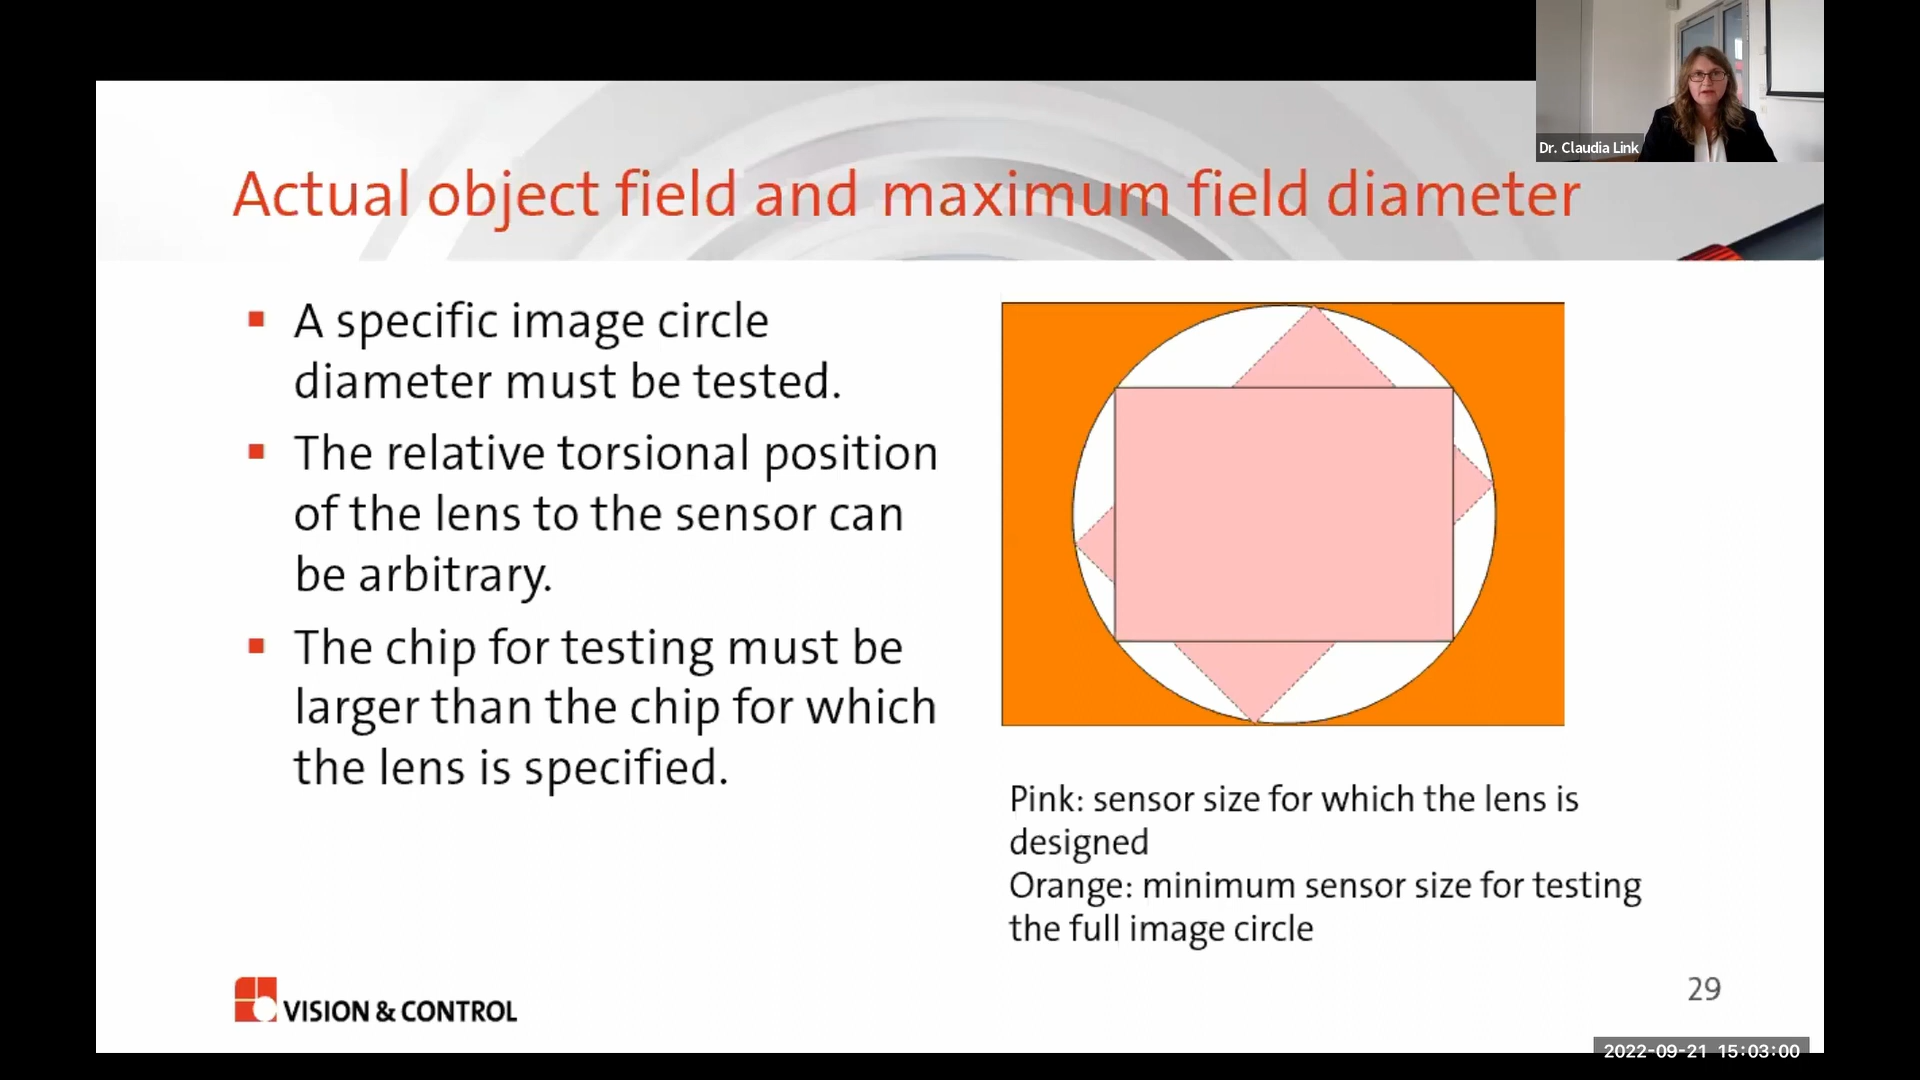 Dr. Claudia Link
Actual object field and maximum field diameter
A specific image circle
diameter must be tested.
The relative torsional position
of the lens to the sensor can
be arbitrary.
The chip for testing must be
larger than the chip for which
the lens is specified.
Pink: sensor size for which the lens is
designed
Orange: minimum sensor size for testing
the full image circle
VISION & CONTROL
29
2022-09-21 15:03:00